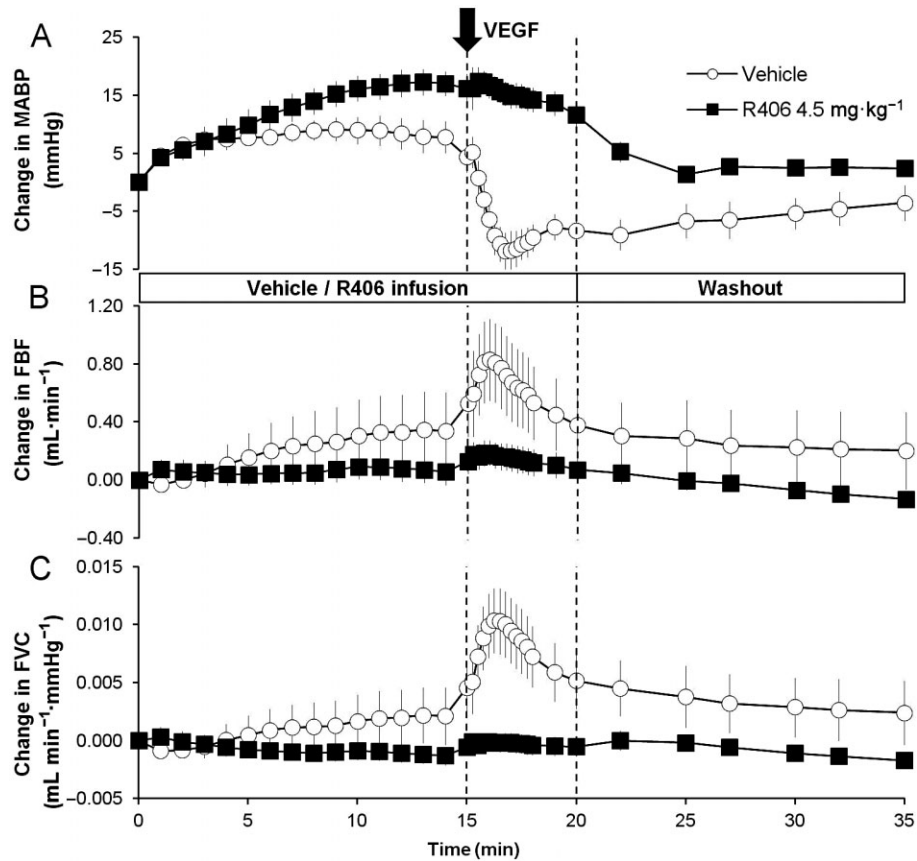 A
VEGF
Change in MABP
(mmHg)
25
15
5
−5
−15
Vehicle
R406 4.5 mg·kg⁻¹
Vehicle / R406 infusion
Washout
B
Change in FBF
(mL·min⁻¹)
1.20
0.80
0.40
0.00
−0.40
C
Change in FVC
(mL min⁻¹·mmHg⁻¹)
0.015
0.010
0.005
0.000
−0.005
0 5 10 15 20 25 30 35
Time (min)